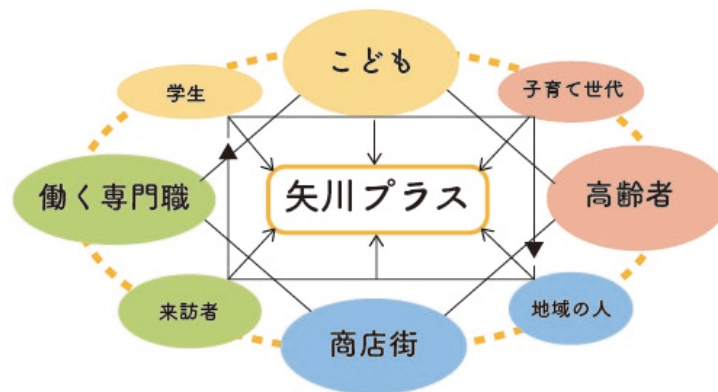 こども
学生
子育て世代
働く専門職
矢川プラス
高齢者
来訪者
地域の人
商店街